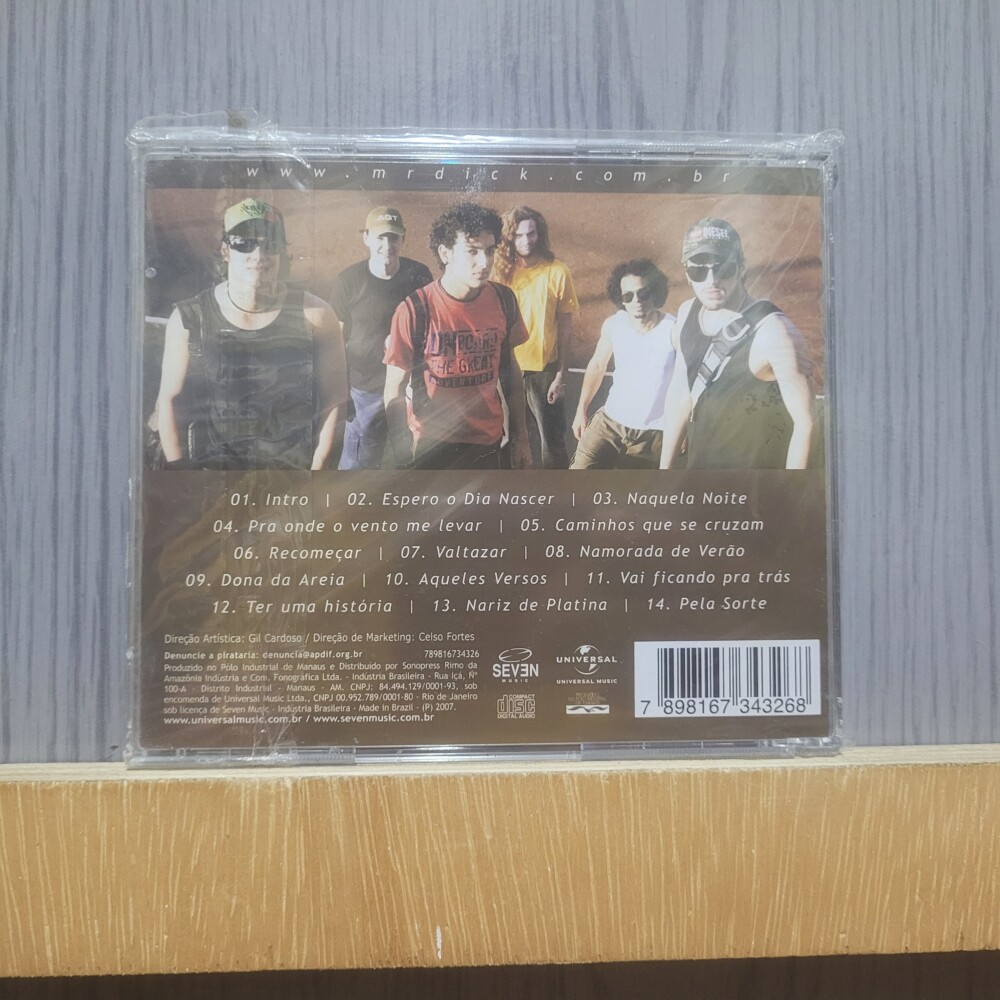 www.mrdick.com.br
DIESEL
THE GREAT
ADVENTURE
01. Intro | 02. Espero o Dia Nascer | 03. Naquela Noite
04. Pra onde o vento me levar | 05. Caminhos que se cruzam
06. Recomeçar | 07. Valtazar | 08. Namorada de Verão
09. Dona da Areia | 10. Aqueles Versos | 11. Vai ficando pra trás
12. Ter uma história | 13. Nariz de Platina | 14. Pela Sorte
Direção Artística: Gil Cardoso / Direção de Marketing: Celso Fortes
Denuncie a pirataria: denuncia@apdif.org.br 789816734326
Produzido no Pólo Industrial de Manaus e Distribuido por Sonopress Rimo da
Amazônia Indústria e Com. Fonográfica Ltda. - Indústria Brasileira - Rua Içá, Nº
100-A - Distrito Industrial - Manaus - AM. CNPJ: 84.494.129/0001-93, sob
encomenda de Universal Music Ltda., CNPJ 00.952.789/0001-80 - Rio de Janeiro
sob licença de Seven Music - Indústria Brasileira - Made in Brazil - (P) 2007.
www.universalmusic.com.br / www.sevenmusic.com.br
SEVEN
MUSIC
UNIVERSAL
UNIVERSAL MUSIC
COMPACT
disc
DIGITAL AUDIO
7 898167 343268